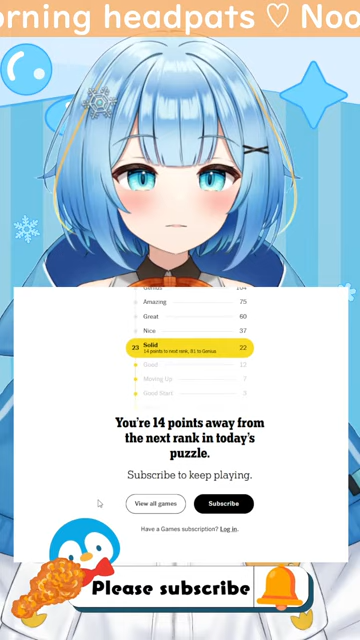 orning headpats ♡ Noo
Genius 104
Amazing 75
Great 60
Nice 37
23 Solid 22
14 points to next rank, 81 to Genius
Good 12
Moving Up 7
Good Start 3
You're 14 points away from
the next rank in today's
puzzle.
Subscribe to keep playing.
View all games Subscribe
Have a Games subscription? Log in.
Please subscribe